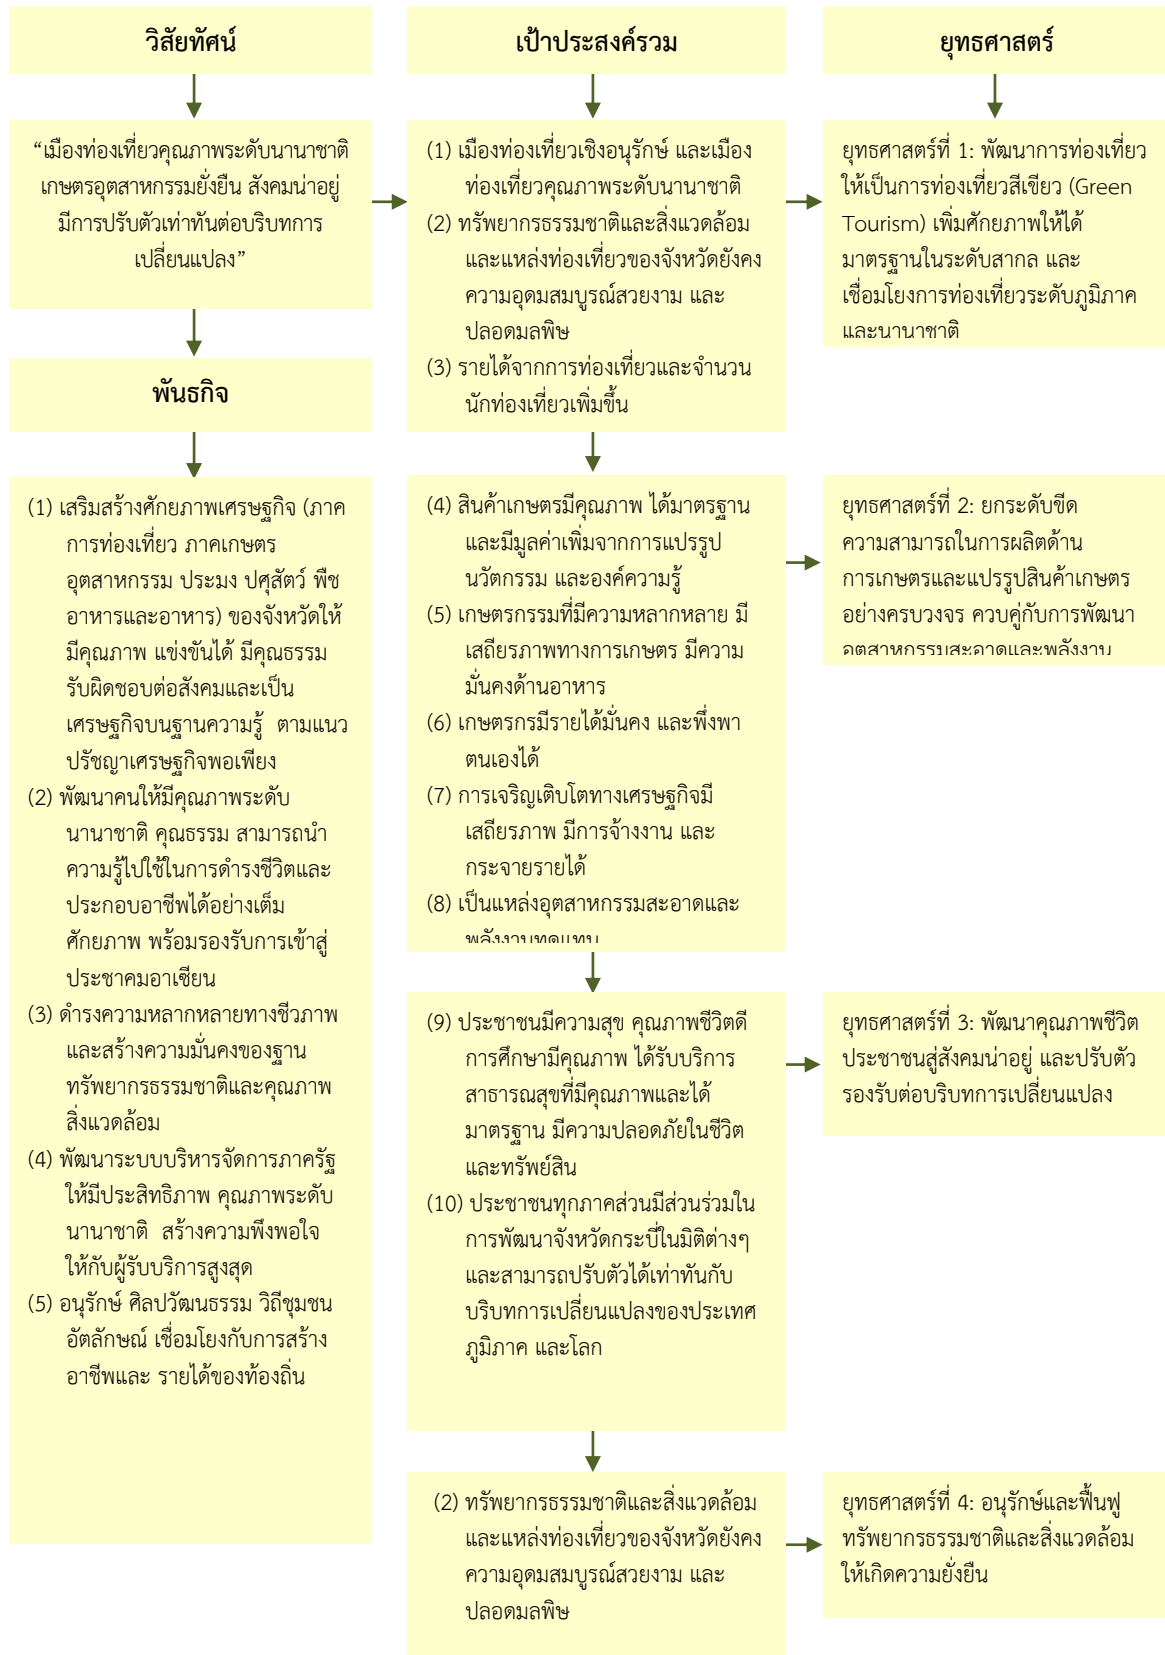 วิสัยทัศน์
“เมืองท่องเที่ยวคุณภาพระดับนานาชาติ
เกษตรอุตสาหกรรมยั่งยืน สังคมน่าอยู่
มีการปรับตัวเท่าทันต่อบริบทการ
เปลี่ยนแปลง”
พันธกิจ
(1) เสริมสร้างศักยภาพเศรษฐกิจ (ภาค
การท่องเที่ยว ภาคเกษตร
อุตสาหกรรม ประมง ปศุสัตว์ พืช
อาหารและอาหาร) ของจังหวัดให้
มีคุณภาพ แข่งขันได้ มีคุณธรรม
รับผิดชอบต่อสังคมและเป็น
เศรษฐกิจบนฐานความรู้ ตามแนว
ปรัชญาเศรษฐกิจพอเพียง
(2) พัฒนาคนให้มีคุณภาพระดับ
นานาชาติ คุณธรรม สามารถนำ
ความรู้ไปใช้ในการดำรงชีวิตและ
ประกอบอาชีพได้อย่างเต็ม
ศักยภาพ พร้อมรองรับการเข้าสู่
ประชาคมอาเซียน
(3) ดำรงความหลากหลายทางชีวภาพ
และสร้างความมั่นคงของฐาน
ทรัพยากรธรรมชาติและคุณภาพ
สิ่งแวดล้อม
(4) พัฒนาระบบบริหารจัดการภาครัฐ
ให้มีประสิทธิภาพ คุณภาพระดับ
นานาชาติ สร้างความพึงพอใจ
ให้กับผู้รับบริการสูงสุด
(5) อนุรักษ์ ศิลปวัฒนธรรม วิถีชุมชน
อัตลักษณ์ เชื่อมโยงกับการสร้าง
อาชีพและ รายได้ของท้องถิ่น
เป้าประสงค์รวม
(1) เมืองท่องเที่ยวเชิงอนุรักษ์ และเมือง
ท่องเที่ยวคุณภาพระดับนานาชาติ
(2) ทรัพยากรธรรมชาติและสิ่งแวดล้อม
และแหล่งท่องเที่ยวของจังหวัดยังคง
ความอุดมสมบูรณ์สวยงาม และ
ปลอดมลพิษ
(3) รายได้จากการท่องเที่ยวและจำนวน
นักท่องเที่ยวเพิ่มขึ้น
(4) สินค้าเกษตรมีคุณภาพ ได้มาตรฐาน
และมีมูลค่าเพิ่มจากการแปรรูป
นวัตกรรม และองค์ความรู้
(5) เกษตรกรรมที่มีความหลากหลาย มี
เสถียรภาพทางการเกษตร มีความ
มั่นคงด้านอาหาร
(6) เกษตรกรมีรายได้มั่นคง และพึ่งพา
ตนเองได้
(7) การเจริญเติบโตทางเศรษฐกิจมี
เสถียรภาพ มีการจ้างงาน และ
กระจายรายได้
(8) เป็นแหล่งอุตสาหกรรมสะอาดและ
พลังงานทดแทน
(9) ประชาชนมีความสุข คุณภาพชีวิตดี
การศึกษามีคุณภาพ ได้รับบริการ
สาธารณสุขที่มีคุณภาพและได้
มาตรฐาน มีความปลอดภัยในชีวิต
และทรัพย์สิน
(10) ประชาชนทุกภาคส่วนมีส่วนร่วมใน
การพัฒนาจังหวัดกระบี่ในมิติต่างๆ
และสามารถปรับตัวได้เท่าทันกับ
บริบทการเปลี่ยนแปลงของประเทศ
ภูมิภาค และโลก
(2) ทรัพยากรธรรมชาติและสิ่งแวดล้อม
และแหล่งท่องเที่ยวของจังหวัดยังคง
ความอุดมสมบูรณ์สวยงาม และ
ปลอดมลพิษ
ยุทธศาสตร์
ยุทธศาสตร์ที่ 1: พัฒนาการท่องเที่ยว
ให้เป็นการท่องเที่ยวสีเขียว (Green
Tourism) เพิ่มศักยภาพให้ได้
มาตรฐานในระดับสากล และ
เชื่อมโยงการท่องเที่ยวระดับภูมิภาค
และนานาชาติ
ยุทธศาสตร์ที่ 2: ยกระดับขีด
ความสามารถในการผลิตด้าน
การเกษตรและแปรรูปสินค้าเกษตร
อย่างครบวงจร ควบคู่กับการพัฒนา
อุตสาหกรรมสะอาดและพลังงาน
ยุทธศาสตร์ที่ 3: พัฒนาคุณภาพชีวิต
ประชาชนสู่สังคมน่าอยู่ และปรับตัว
รองรับต่อบริบทการเปลี่ยนแปลง
ยุทธศาสตร์ที่ 4: อนุรักษ์และฟื้นฟู
ทรัพยากรธรรมชาติและสิ่งแวดล้อม
ให้เกิดความยั่งยืน